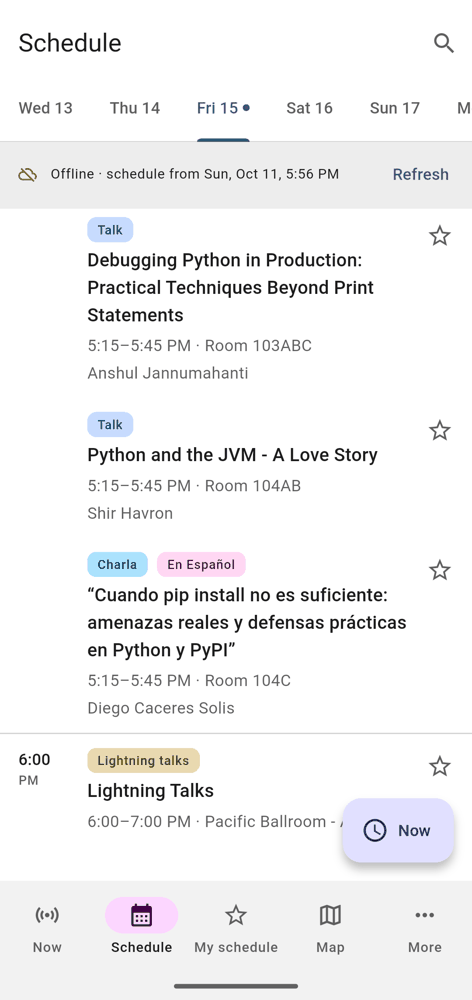 Schedule
Wed 13 Thu 14 Fri 15 Sat 16 Sun 17 M
Offline · schedule from Sun, Oct 11, 5:56 PM Refresh
Talk
Debugging Python in Production:
Practical Techniques Beyond Print
Statements
5:15–5:45 PM · Room 103ABC
Anshul Jannumahanti
Talk
Python and the JVM - A Love Story
5:15–5:45 PM · Room 104AB
Shir Havron
Charla En Español
“Cuando pip install no es suficiente:
amenazas reales y defensas prácticas
en Python y PyPI”
5:15–5:45 PM · Room 104C
Diego Caceres Solis
6:00 Lightning talks
PM
Lightning Talks
6:00–7:00 PM · Pacific Ballroom -
Now
Now Schedule My schedule Map More